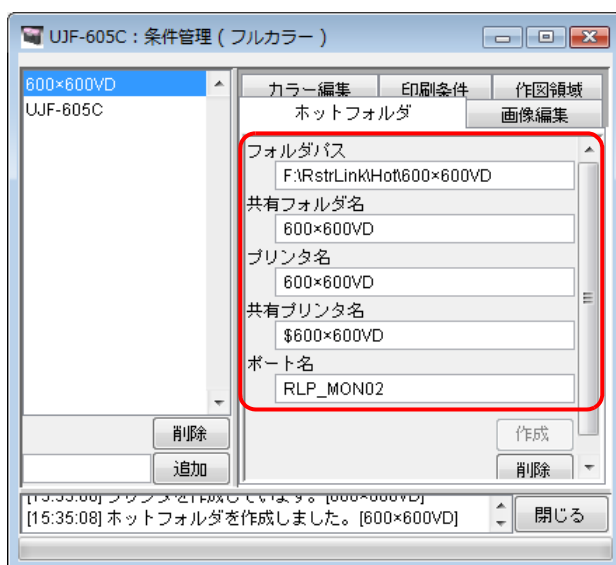 UJF-605C：条件管理 ( フルカラー )
600×600VD
UJF-605C
カラー編集 印刷条件 作図領域
ホットフォルダ 画像編集
フォルダパス
F:\RstrLink\Hot\600×600VD
共有フォルダ名
600×600VD
プリンタ名
600×600VD
共有プリンタ名
$600×600VD
ポート名
RLP_MON02
削除
追加
作成
削除
[15:35:08] ホットフォルダを作成しました。[600×600VD]
閉じる